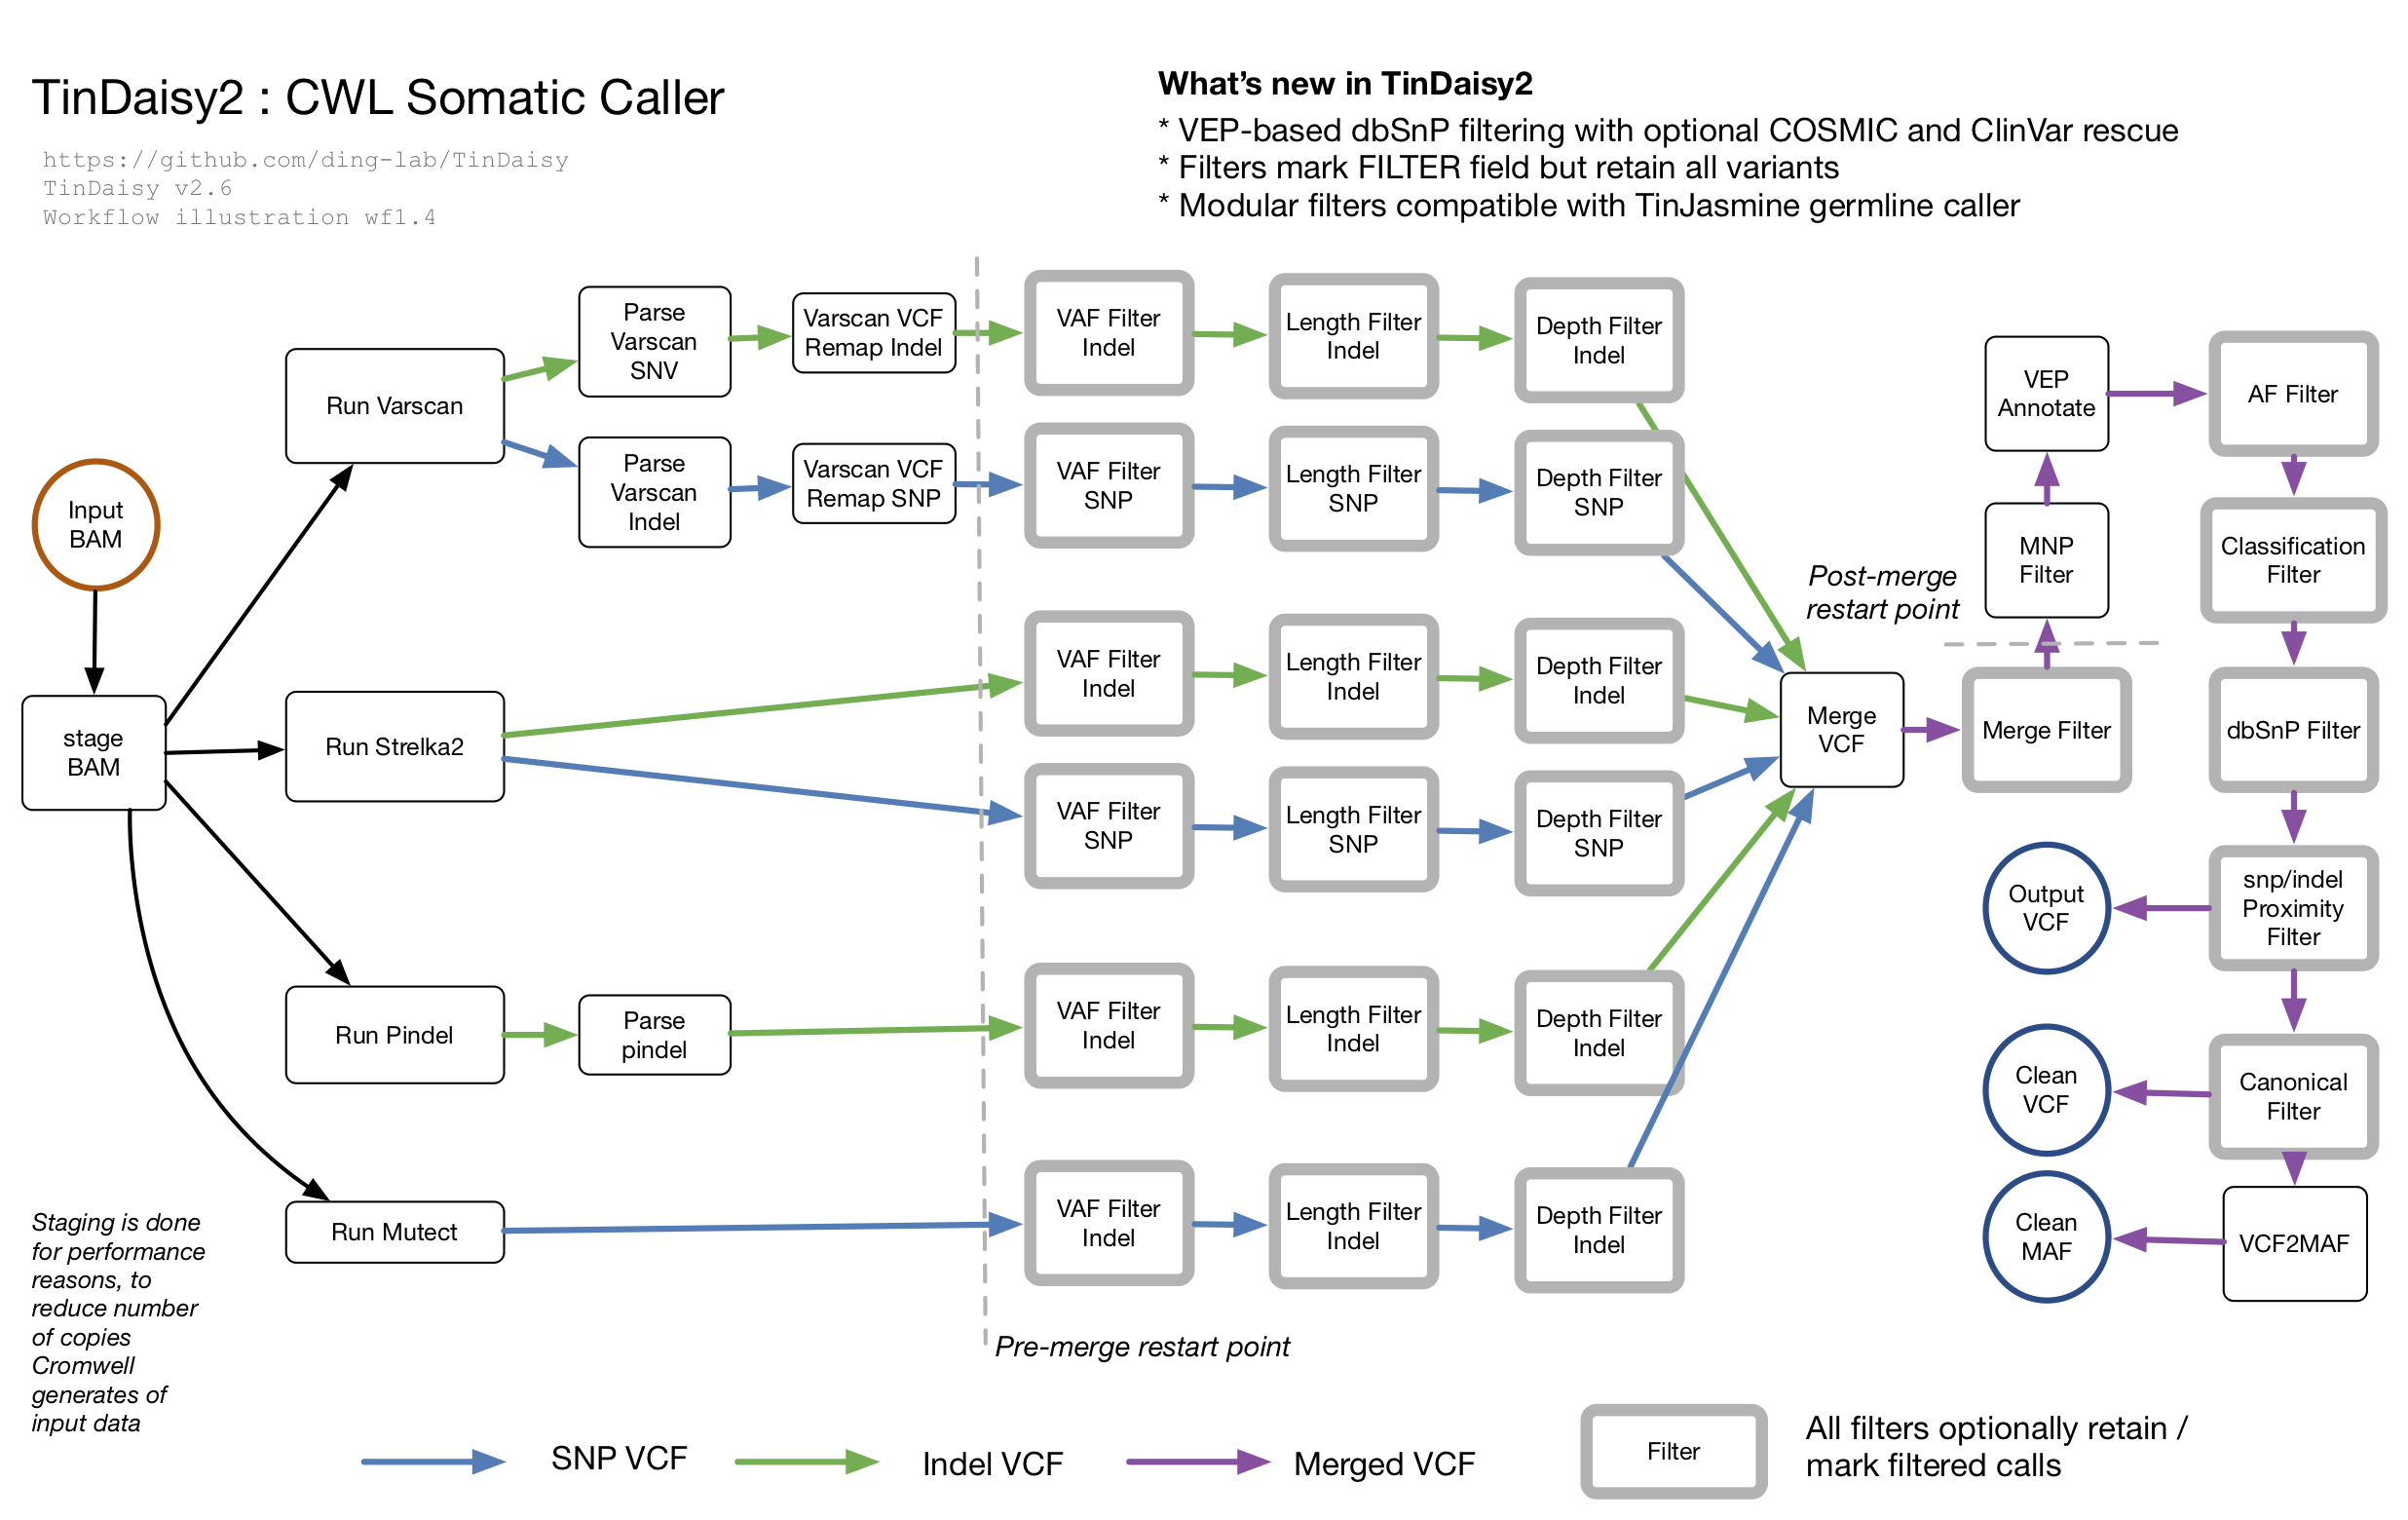 TinDaisy2 : CWL Somatic Caller
https://github.com/ding-lab/TinDaisy
TinDaisy v2.6
Workflow illustration wf1.4
What's new in TinDaisy2
* VEP-based dbSnP filtering with optional COSMIC and ClinVar rescue
* Filters mark FILTER field but retain all variants
* Modular filters compatible with TinJasmine germline caller
Input
BAM
stage
BAM
Run Varscan
Parse
Varscan
SNV
Varscan VCF
Remap Indel
VAF Filter
Indel
Length Filter
Indel
Depth Filter
Indel
Parse
Varscan
Indel
Varscan VCF
Remap SNP
VAF Filter
SNP
Length Filter
SNP
Depth Filter
SNP
Run Strelka2
VAF Filter
Indel
Length Filter
Indel
Depth Filter
Indel
VAF Filter
SNP
Length Filter
SNP
Depth Filter
SNP
Run Pindel
Parse
pindel
VAF Filter
Indel
Length Filter
Indel
Depth Filter
Indel
Run Mutect
VAF Filter
Indel
Length Filter
Indel
Depth Filter
Indel
Merge
VCF
Merge Filter
Post-merge
restart point
MNP
Filter
VEP
Annotate
AF Filter
Classification
Filter
dbSnP Filter
snp/indel
Proximity
Filter
Output
VCF
Canonical
Filter
Clean
VCF
VCF2MAF
Clean
MAF
Staging is done
for performance
reasons, to
reduce number
of copies
Cromwell
generates of
input data
Pre-merge restart point
SNP VCF
Indel VCF
Merged VCF
Filter
All filters optionally retain /
mark filtered calls